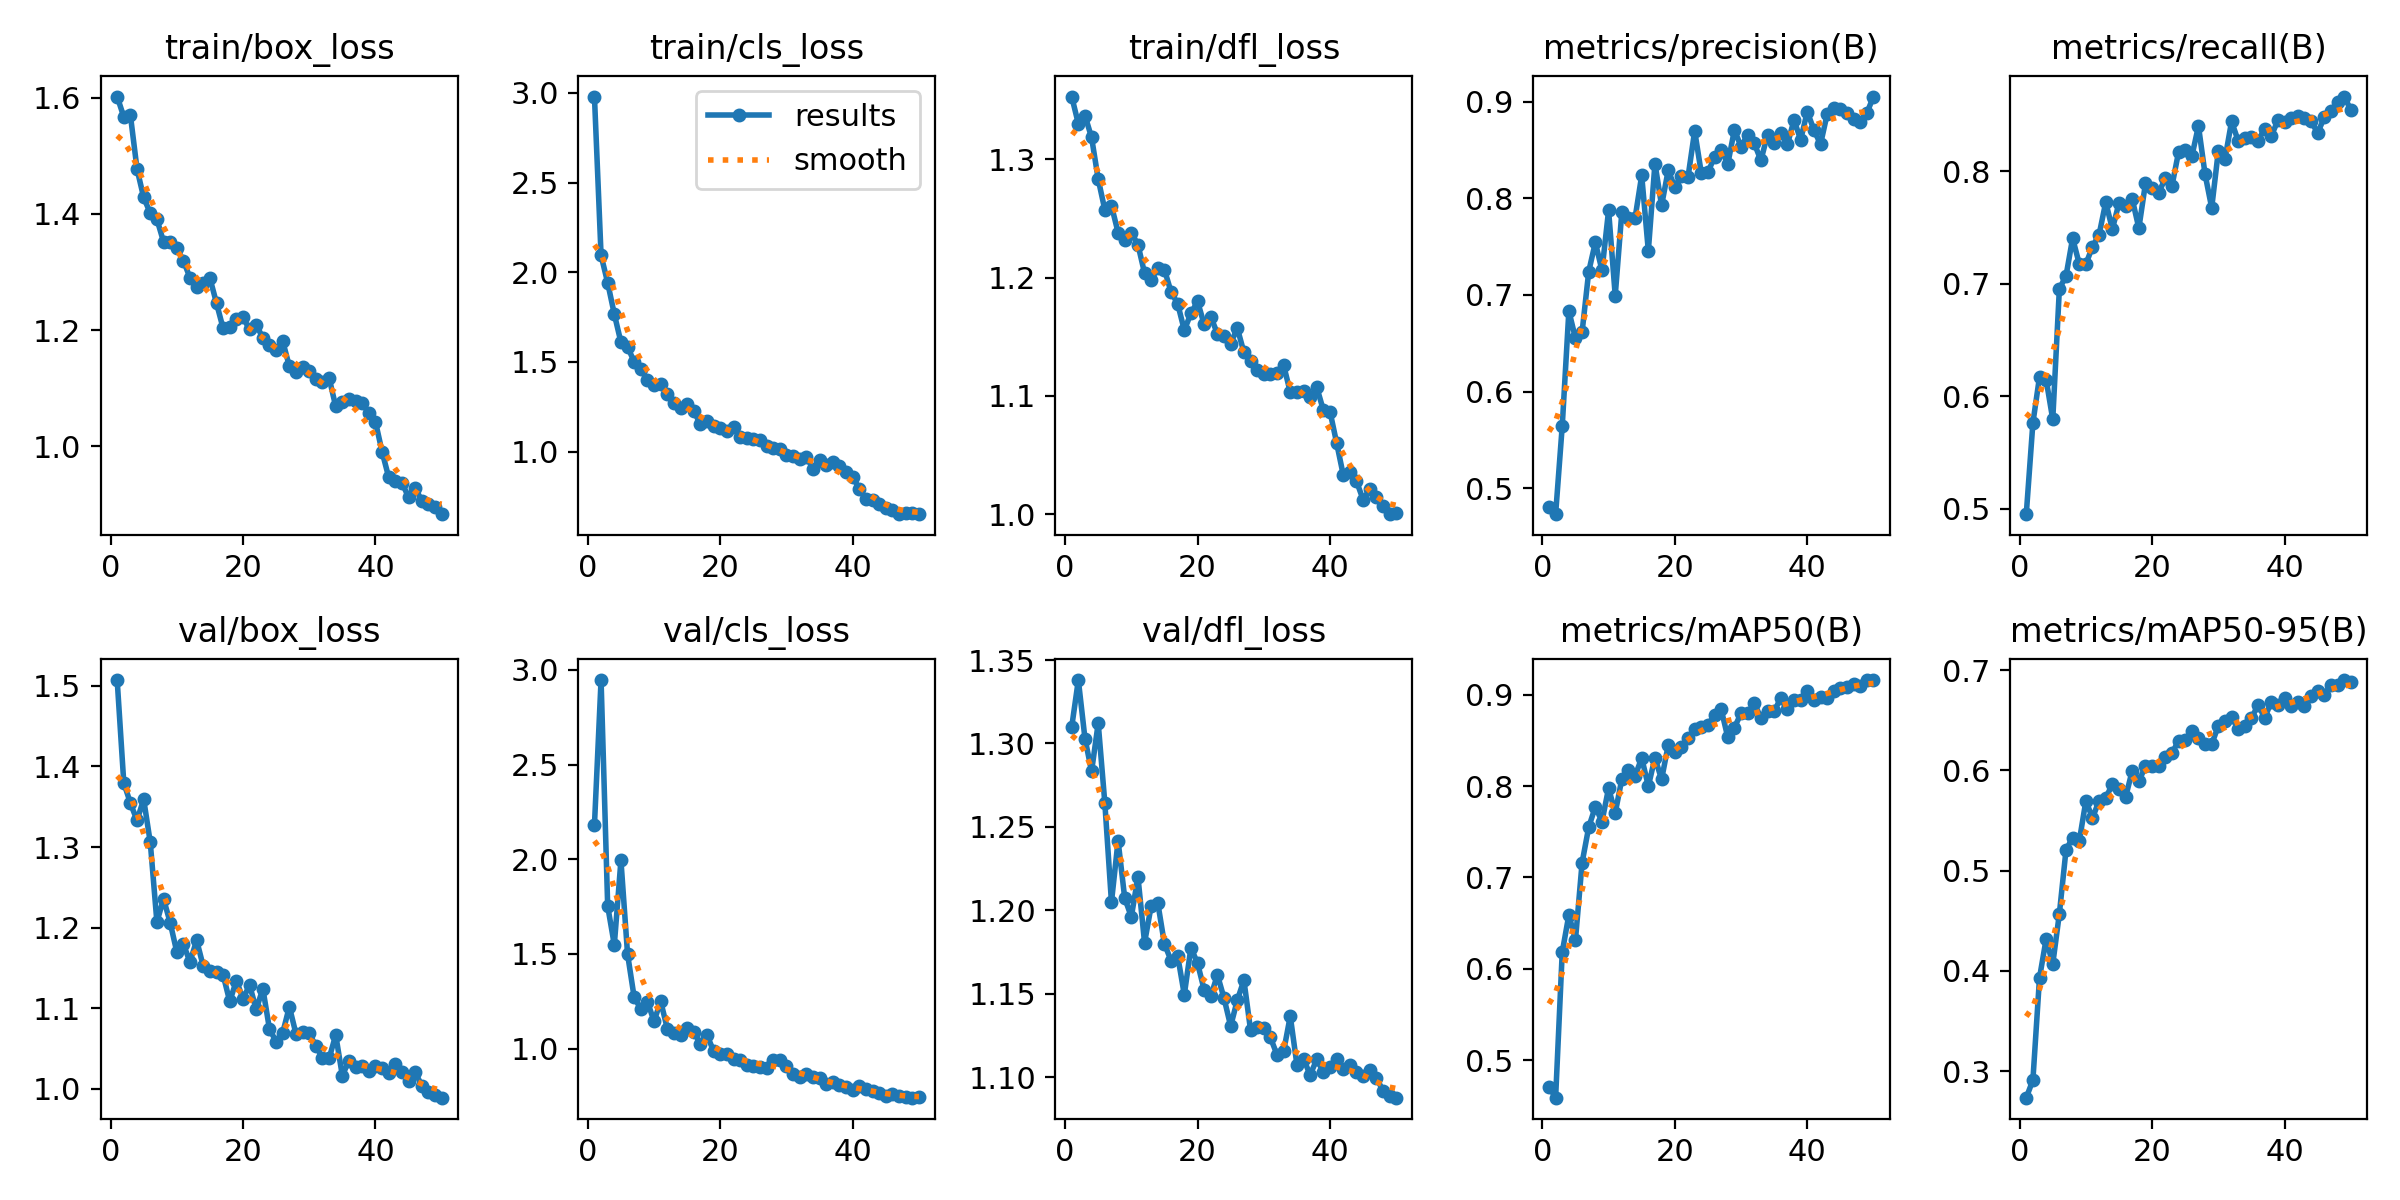 train/box_loss
1.6
1.4
1.2
1.0
0 20 40
train/cls_loss
results
smooth
3.0
2.5
2.0
1.5
1.0
0 20 40
train/dfl_loss
1.3
1.2
1.1
1.0
0 20 40
metrics/precision(B)
0.9
0.8
0.7
0.6
0.5
0 20 40
metrics/recall(B)
0.8
0.7
0.6
0.5
0 20 40
val/box_loss
1.5
1.4
1.3
1.2
1.1
1.0
0 20 40
val/cls_loss
3.0
2.5
2.0
1.5
1.0
0 20 40
val/dfl_loss
1.35
1.30
1.25
1.20
1.15
1.10
0 20 40
metrics/mAP50(B)
0.9
0.8
0.7
0.6
0.5
0 20 40
metrics/mAP50-95(B)
0.7
0.6
0.5
0.4
0.3
0 20 40